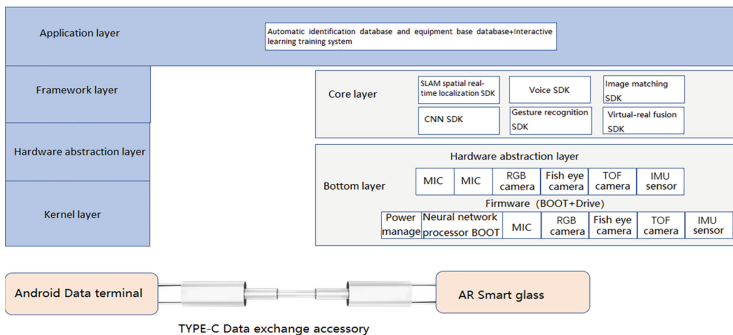 Application layer
Automatic identification database and equipment base database+Interactive
learning training system
Framework layer
Core layer
SLAM spatial real-
time localization SDK
Voice SDK
Image matching
SDK
CNN SDK
Gesture recognition
SDK
Virtual-real fusion
SDK
Hardware abstraction layer
Kernel layer
Bottom layer
Hardware abstraction layer
MIC
MIC
RGB
camera
Fish eye
camera
TOF
camera
IMU
sensor
Firmware (BOOT+Drive)
Power
manage
Neural network
processor BOOT
MIC
RGB
camera
Fish eye
camera
TOF
camera
IMU
sensor
Android Data terminal
AR Smart glass
TYPE-C Data exchange accessory